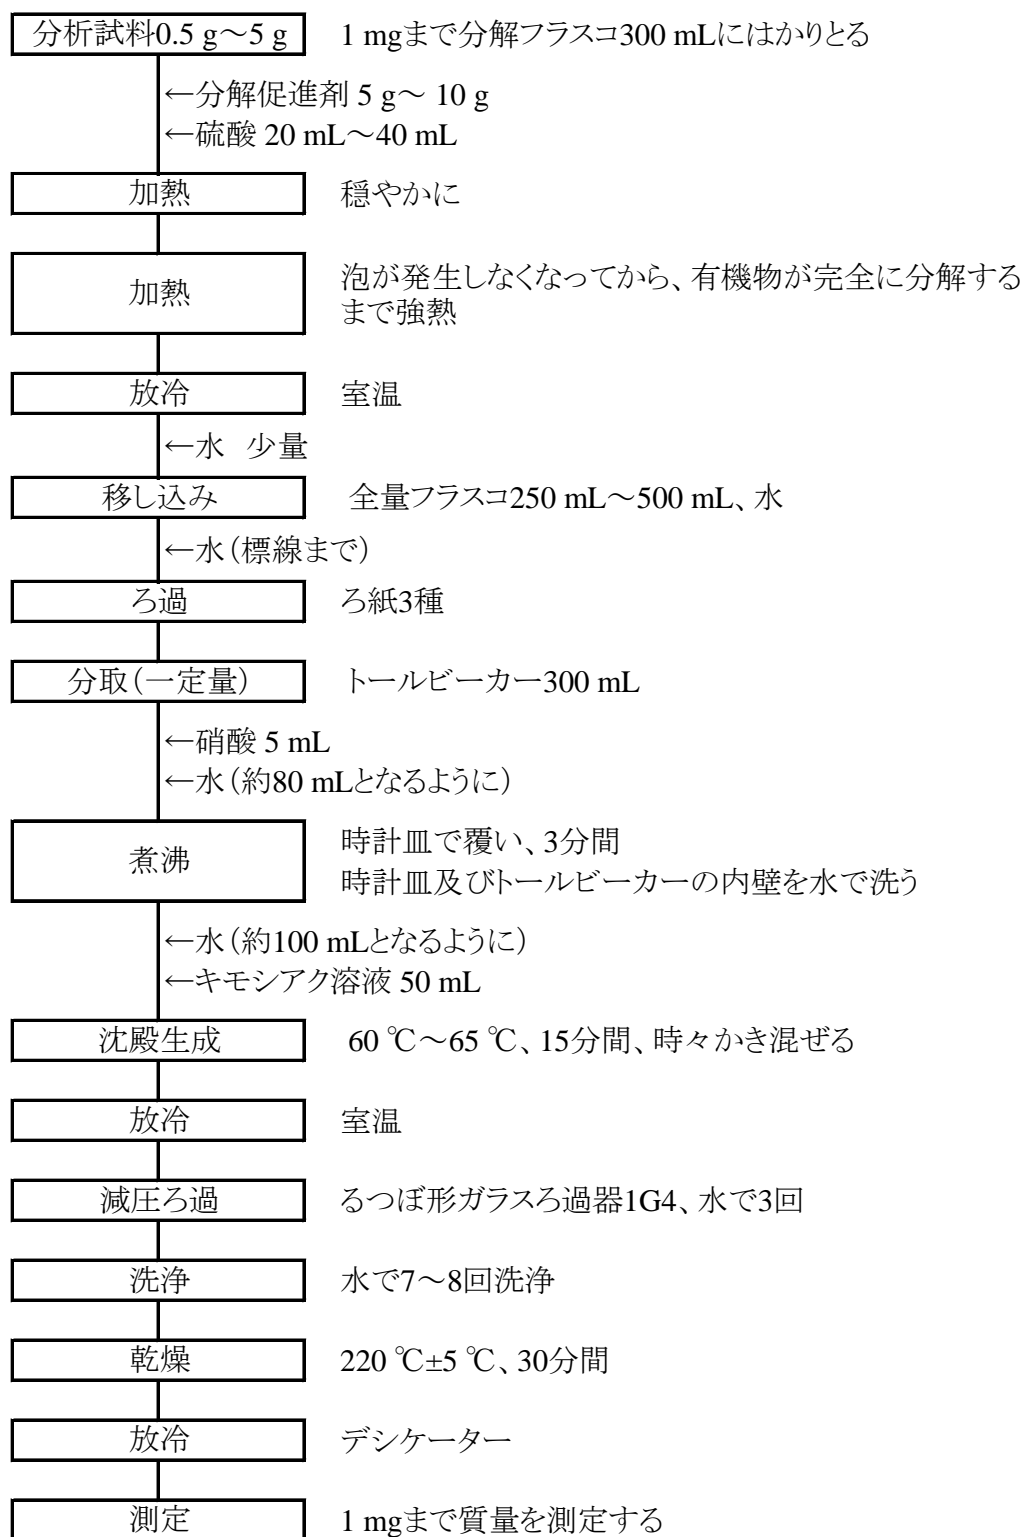 分析試料0.5 g～5 g 1 mgまで分解フラスコ300 mLにはかりとる
←分解促進剤 5 g～ 10 g
←硫酸 20 mL～40 mL
加熱 穏やかに
加熱 泡が発生しなくなってから、有機物が完全に分解する
まで強熱
放冷 室温
←水 少量
移し込み 全量フラスコ250 mL～500 mL、水
←水（標線まで）
ろ過 ろ紙3種
分取（一定量） トールビーカー300 mL
←硝酸 5 mL
←水（約80 mLとなるように）
煮沸 時計皿で覆い、3分間
時計皿及びトールビーカーの内壁を水で洗う
←水（約100 mLとなるように）
←キモシアク溶液 50 mL
沈殿生成 60 ℃～65 ℃、15分間、時々かき混ぜる
放冷 室温
減圧ろ過 るつぼ形ガラスろ過器1G4、水で3回
洗浄 水で7～8回洗浄
乾燥 220 ℃±5 ℃、30分間
放冷 デシケーター
測定 1 mgまで質量を測定する